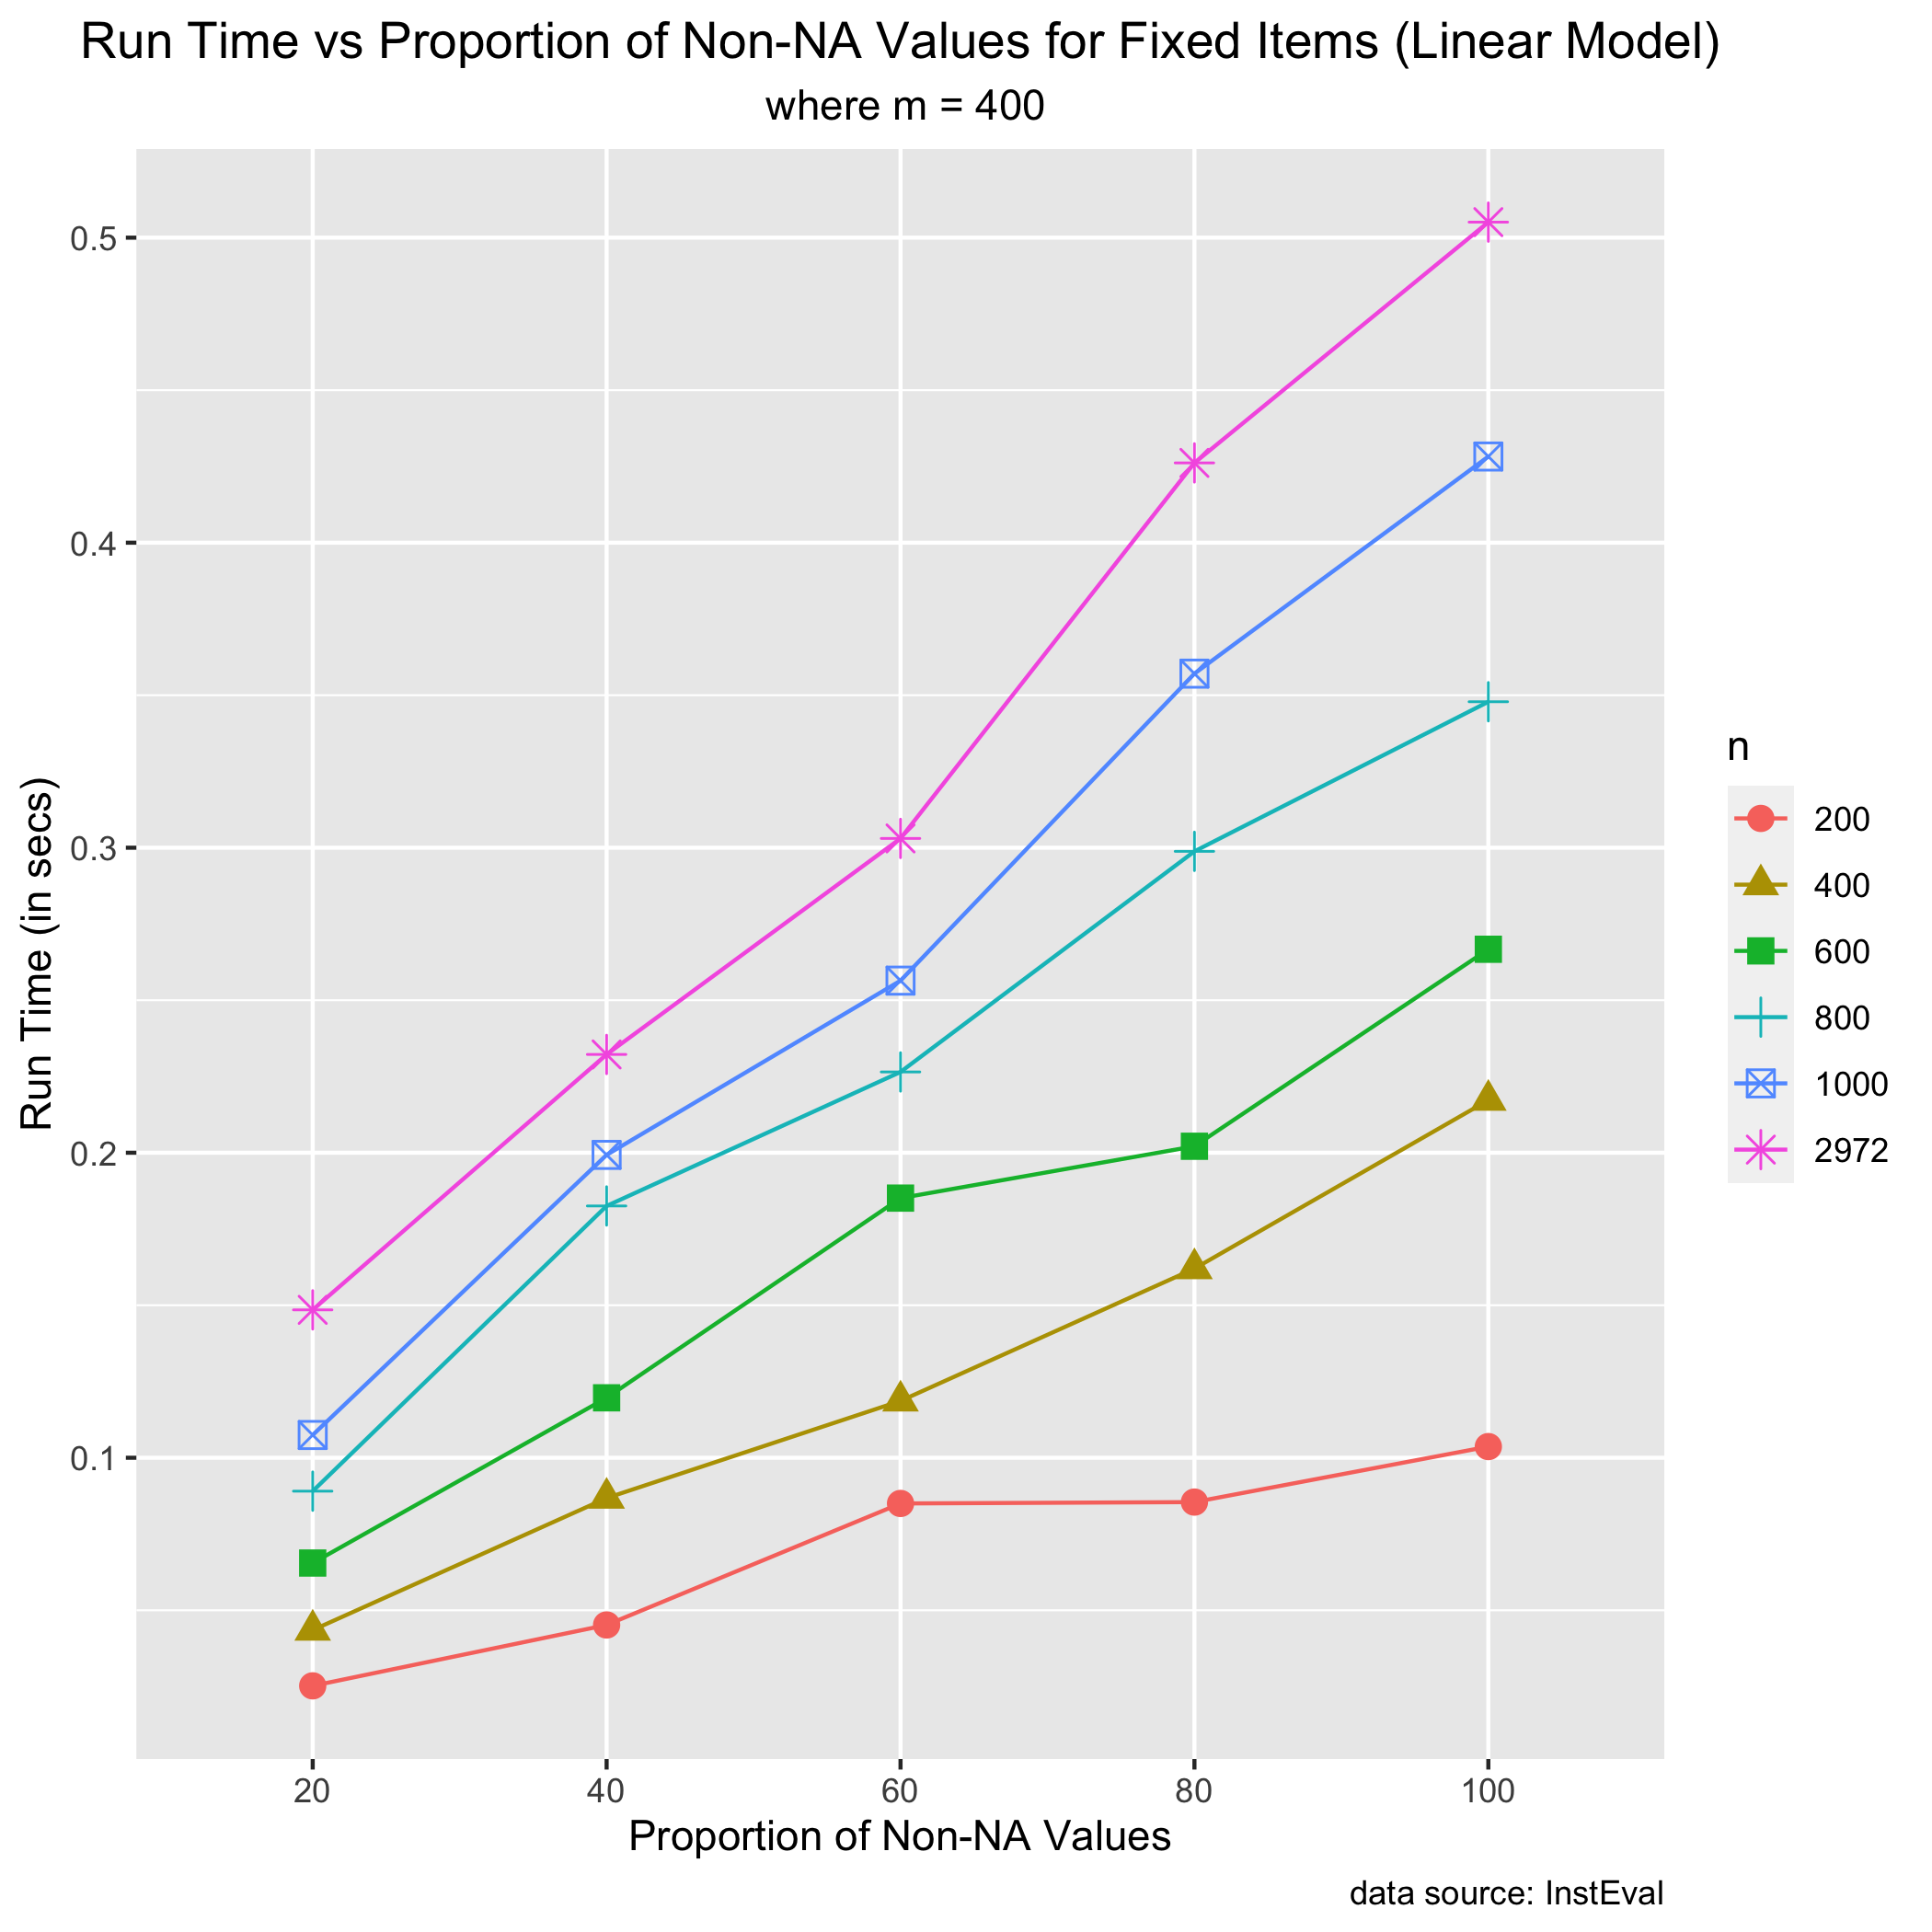 Run Time vs Proportion of Non-NA Values for Fixed Items (Linear Model)
where m = 400
Run Time (in secs)
0.5
0.4
0.3
0.2
0.1
20 40 60 80 100
Proportion of Non-NA Values
n
200
400
600
800
1000
2972
data source: InstEval